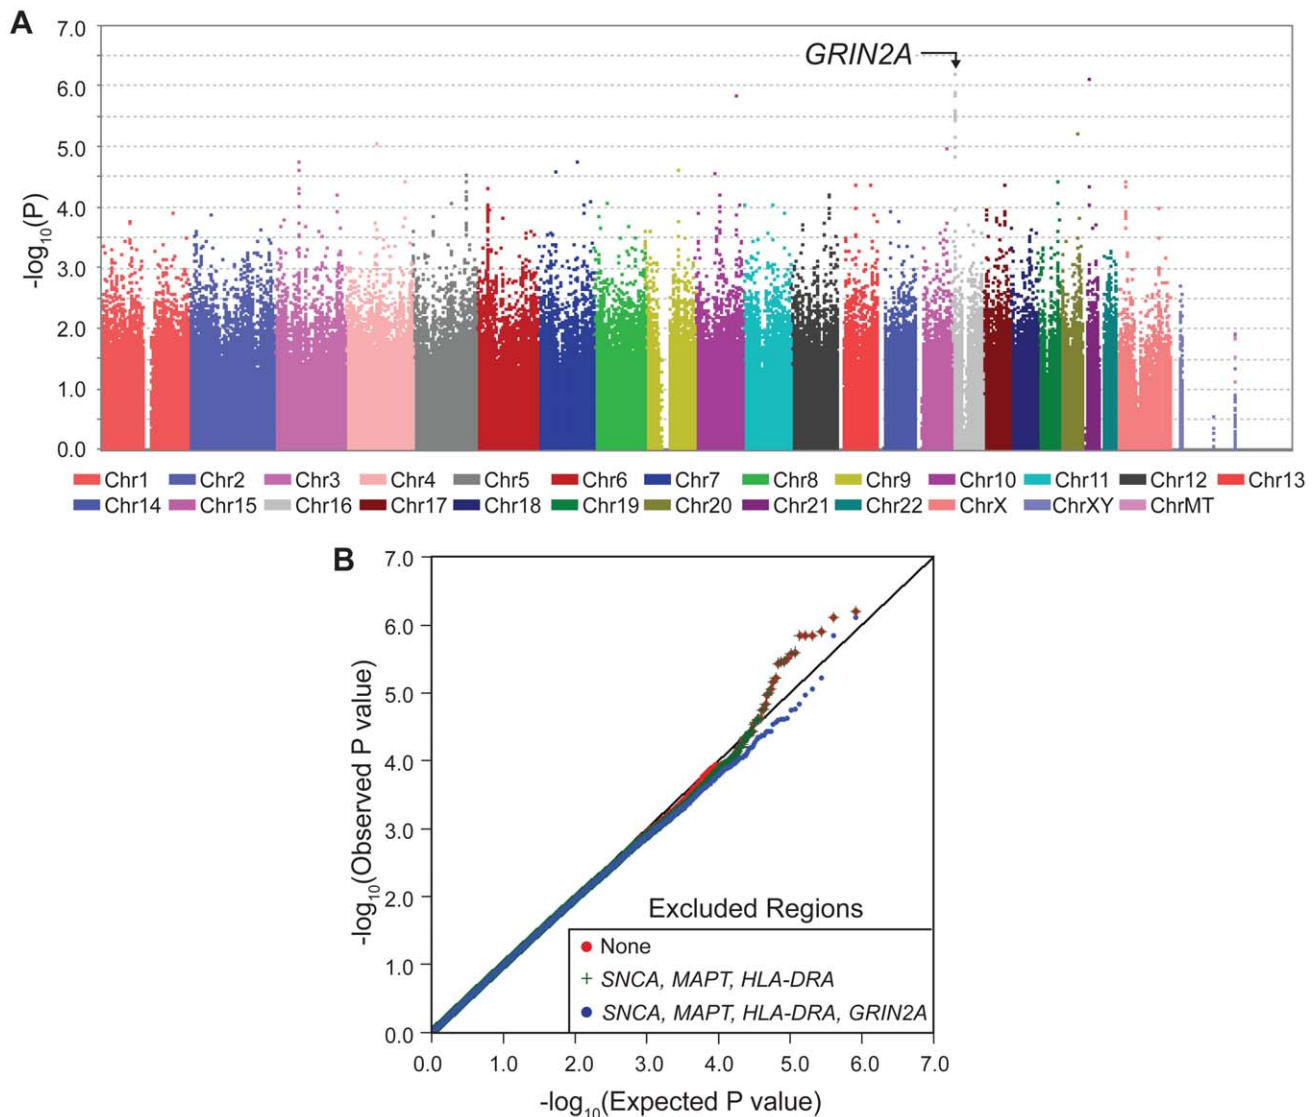 A
GRIN2A
-log10(P)
7.0
6.0
5.0
4.0
3.0
2.0
1.0
0.0
Chr1 Chr2 Chr3 Chr4 Chr5 Chr6 Chr7 Chr8 Chr9 Chr10 Chr11 Chr12 Chr13
Chr14 Chr15 Chr16 Chr17 Chr18 Chr19 Chr20 Chr21 Chr22 ChrX ChrXY ChrMT
B
-log10(Observed P value)
7.0
6.0
5.0
4.0
3.0
2.0
1.0
0.0
Excluded Regions
None
+ SNCA, MAPT, HLA-DRA
SNCA, MAPT, HLA-DRA, GRIN2A
0.0 1.0 2.0 3.0 4.0 5.0 6.0 7.0
-log10(Expected P value)